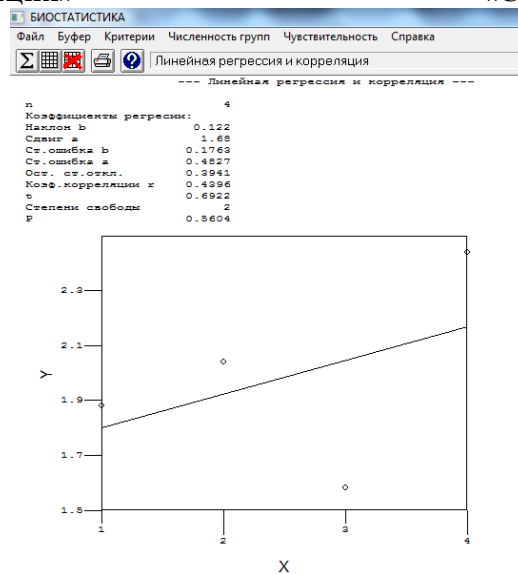 БИОСТАТИСТИКА
Файл Буфер Критерии Численность групп Чувствительность Справка
Σ ? Линейная регрессия и корреляция
--- Линейная регрессия и корреляция ---
n 4
Коэффициенты регресии:
Наклон b 0.122
Сдвиг a 1.68
Ст.ошибка b 0.1763
Ст.ошибка a 0.4827
Ост. ст.откл. 0.3941
Коэф.корреляции r 0.4396
t 0.6922
Степени свободы 2
P 0.5604
2.3
2.1
Y
1.9
1.7
1.5
1 2 3 4
X